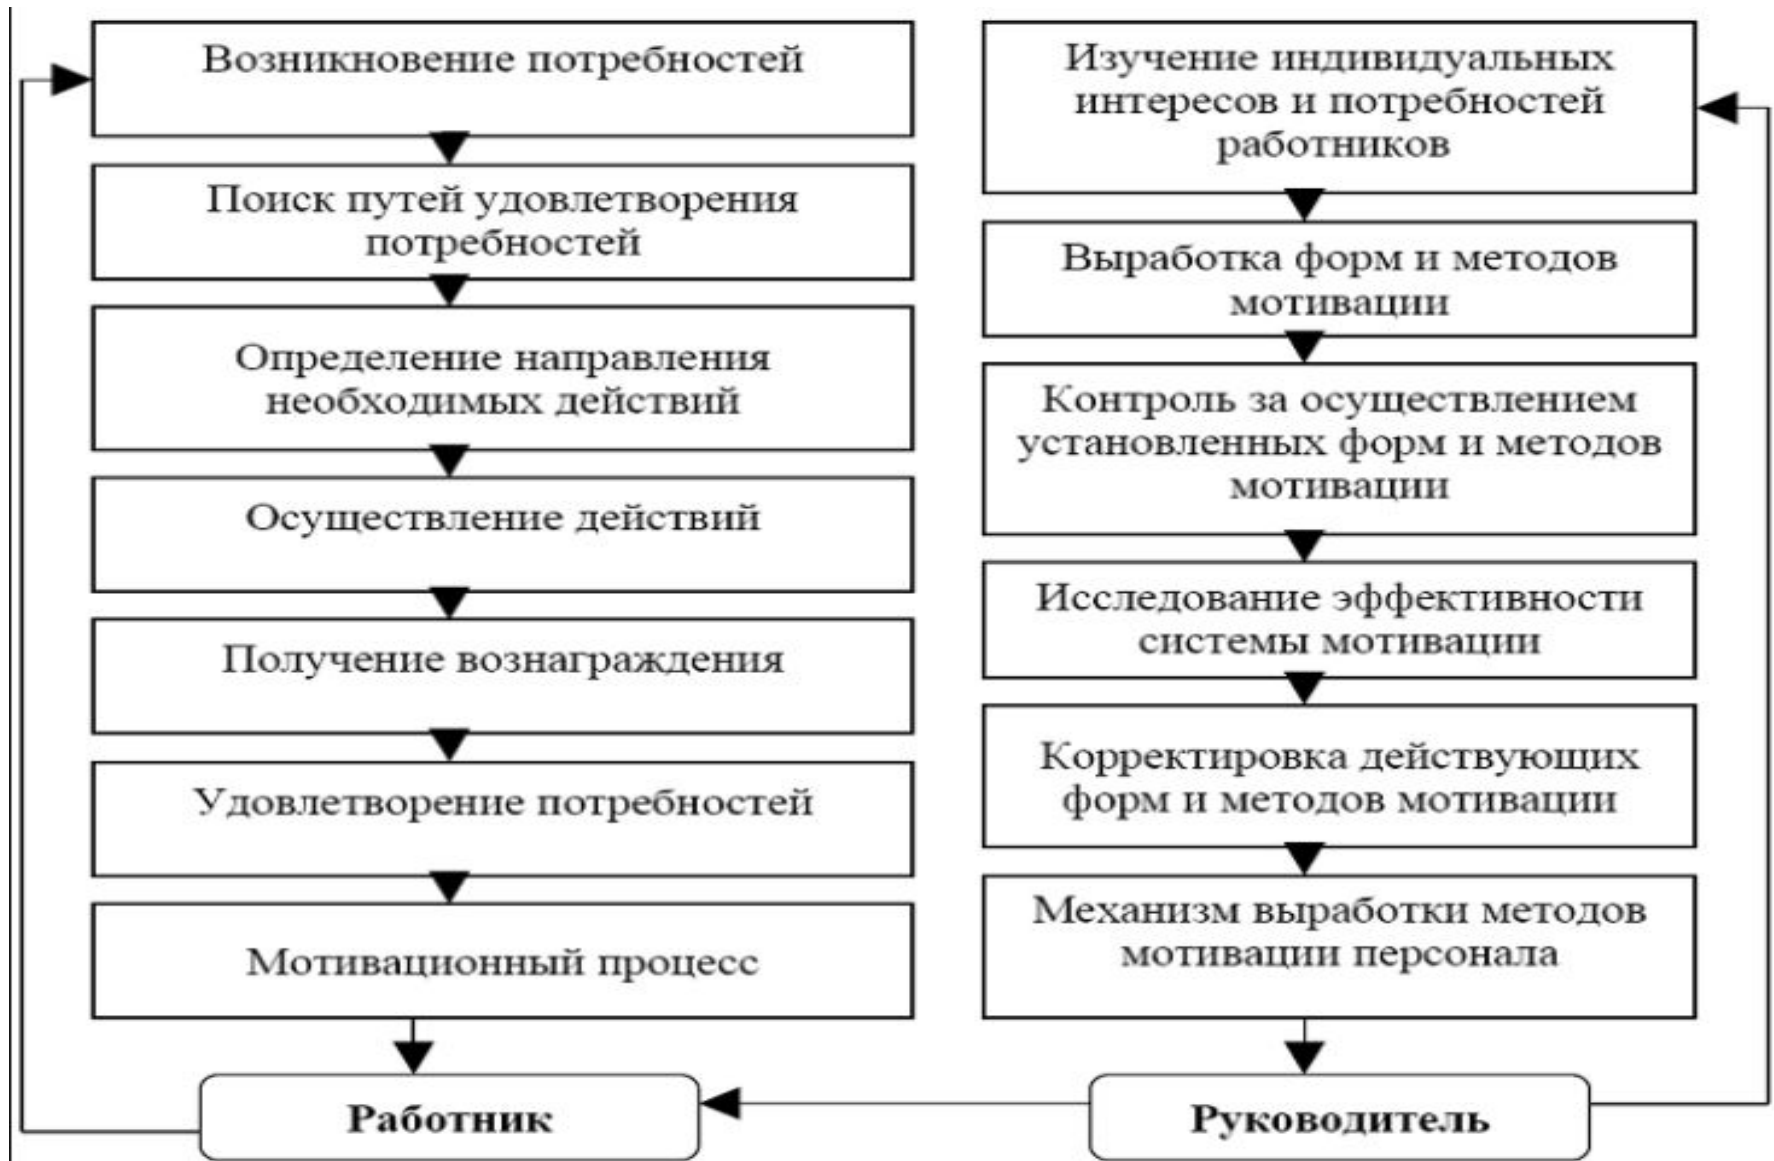 Возникновение потребностей
Поиск путей удовлетворения
потребностей
Определение направления
необходимых действий
Осуществление действий
Получение вознаграждения
Удовлетворение потребностей
Мотивационный процесс
Работник
Изучение индивидуальных
интересов и потребностей
работников
Выработка форм и методов
мотивации
Контроль за осуществлением
установленных форм и методов
мотивации
Исследование эффективности
системы мотивации
Корректировка действующих
форм и методов мотивации
Механизм выработки методов
мотивации персонала
Руководитель